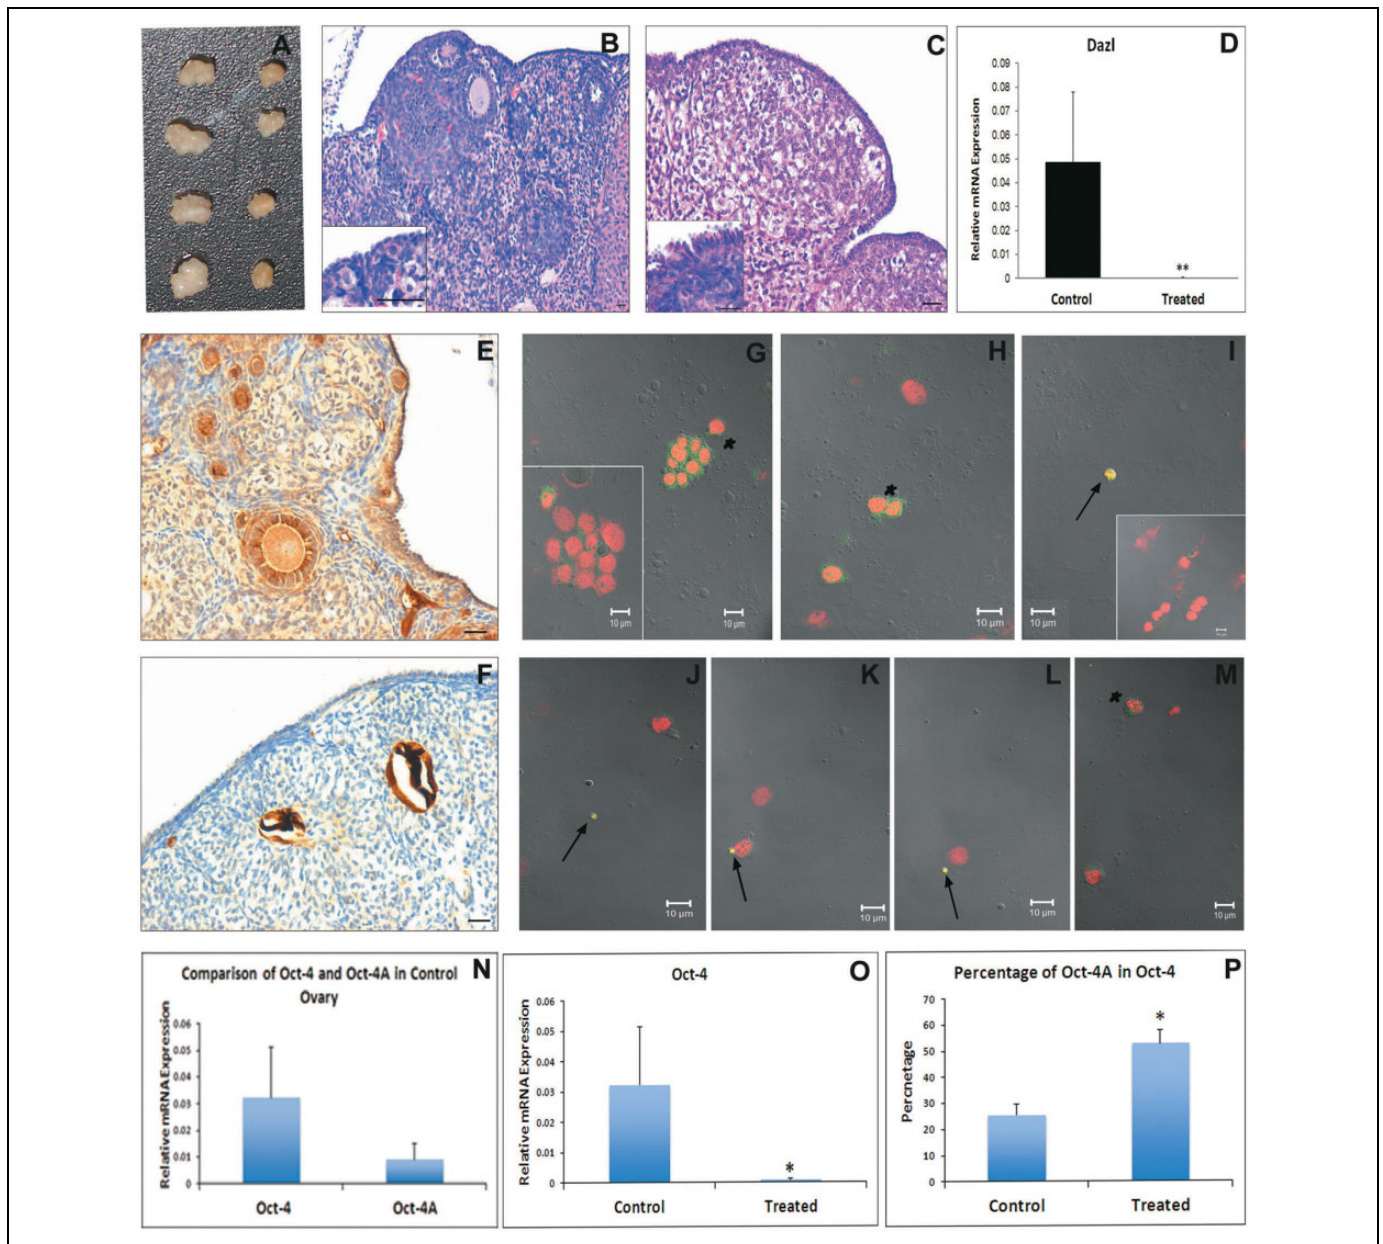 A
B
C
D
Dazl
Relative mRNA Expression
0.09
0.08
0.07
0.06
0.05
0.04
0.03
0.02
0.01
0
**
Control Treated
E
G
H
I
10 µm
10 µm
10 µm
10 µm
F
J
K
L
M
10 µm
10 µm
10 µm
10 µm
N
Comparison of Oct-4 and Oct-4A in Control
Ovary
Relative mRNA Expression
0.06
0.05
0.04
0.03
0.02
0.01
0
Oct-4 Oct-4A
O
Oct-4
Relative mRNA Expression
0.06
0.05
0.04
0.03
0.02
0.01
0
*
Control Treated
P
Percentage of Oct-4A in Oct-4
Percnetage
70
60
50
40
30
20
10
0
*
Control Treated